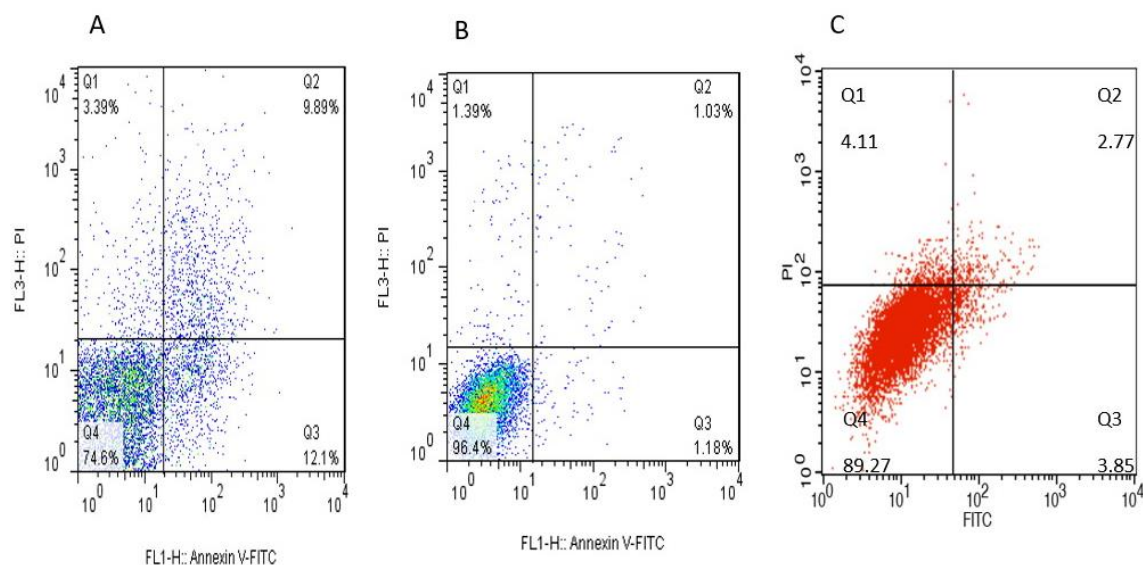 A
B
C
Q1
3.39%
Q2
9.89%
Q4
74.6%
Q3
12.1%
10^4
10^3
10^2
10^1
10^0
10^0 10^1 10^2 10^3 10^4
FL3-H:: PI
FL1-H:: Annexin V-FITC
Q1
1.39%
Q2
1.03%
Q4
96.4%
Q3
1.18%
10^4
10^3
10^2
10^1
10^0
10^0 10^1 10^2 10^3 10^4
FL3-H:: PI
FL1-H:: Annexin V-FITC
Q1
4.11
Q2
2.77
Q4
89.27
Q3
3.85
10^4
10^3
10^2
10^1
10^0
10^0 10^1 10^2 10^3 10^4
PI
FITC